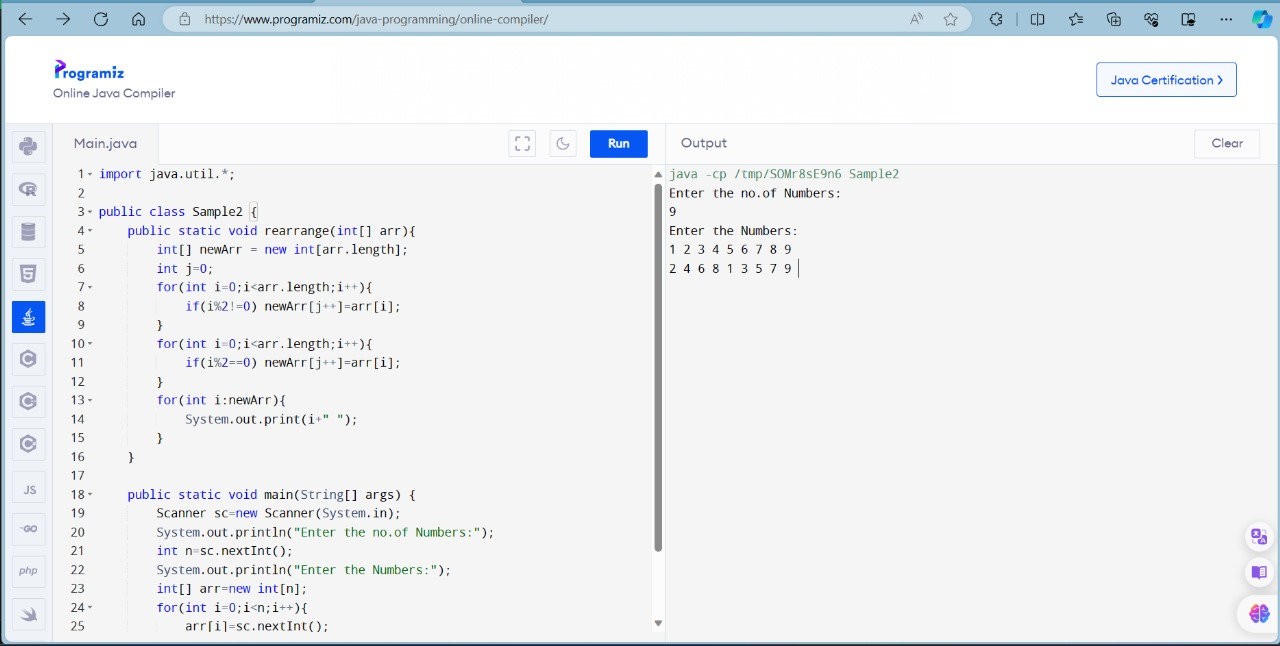 https://www.programiz.com/java-programming/online-compiler/
Programiz
Online Java Compiler
Java Certification >
Main.java
Run
Output
Clear
1 import java.util.*;
2
3 public class Sample2 {
4 public static void rearrange(int[] arr){
5 int[] newArr = new int[arr.length];
6 int j=0;
7 for(int i=0;i<arr.length;i++){
8 if(i%2!=0) newArr[j++]=arr[i];
9 }
10 for(int i=0;i<arr.length;i++){
11 if(i%2==0) newArr[j++]=arr[i];
12 }
13 for(int i:newArr){
14 System.out.print(i+" ");
15 }
16 }
17
18 public static void main(String[] args) {
19 Scanner sc=new Scanner(System.in);
20 System.out.println("Enter the no.of Numbers:");
21 int n=sc.nextInt();
22 System.out.println("Enter the Numbers:");
23 int[] arr=new int[n];
24 for(int i=0;i<n;i++){
25 arr[i]=sc.nextInt();
java -cp /tmp/SOMr8sE9n6 Sample2
Enter the no.of Numbers:
9
Enter the Numbers:
1 2 3 4 5 6 7 8 9
2 4 6 8 1 3 5 7 9
JS
GO
php